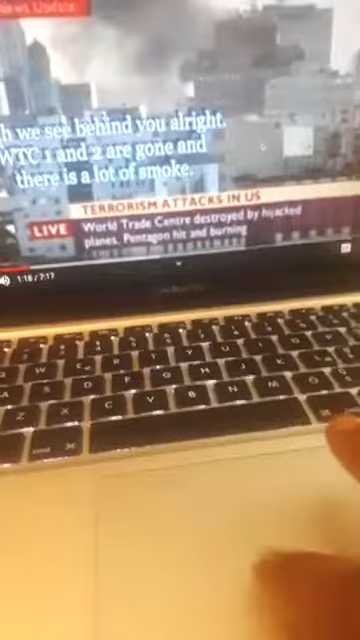 News Update
h we see behind you alright.
WTC 1 and 2 are gone and
there is a lot of smoke.
TERRORISM ATTACKS IN US
LIVE
World Trade Centre destroyed by hijacked
planes. Pentagon hit and burning
1:18 / 7:17
W
E
R
T
Y
U
I
O
S
D
F
G
H
J
K
Z
X
C
V
B
N
M
cmd ⌘